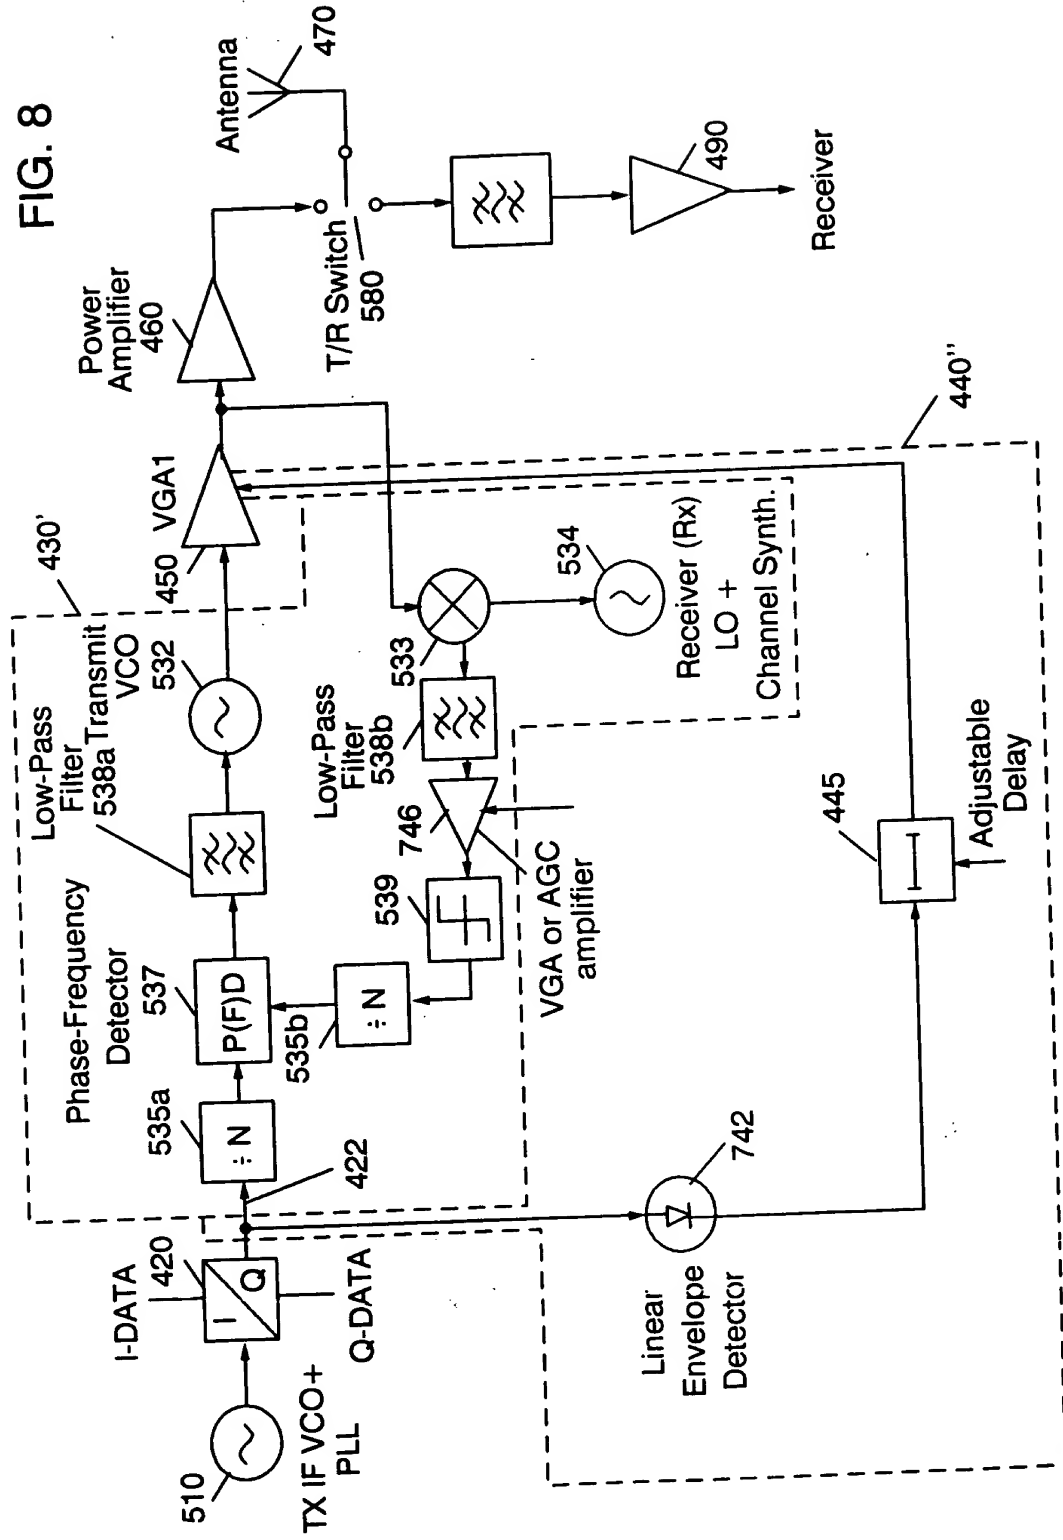 FIG. 8
510
TX IF VCO+
PLL
I-DATA
420
I
Q
Q-DATA
422
535a
÷ N
Phase-Frequency
Detector
537
P(F)D
535b
÷ N
Low-Pass
Filter
538a
Transmit
VCO
532
430'
450
VGA1
Power
Amplifier
460
Antenna
470
T/R Switch
580
490
Receiver
533
534
Receiver (Rx)
LO +
Channel Synth.
Low-Pass
Filter
538b
746
VGA or AGC
amplifier
539
440"
Linear
Envelope
Detector
742
445
Adjustable
Delay